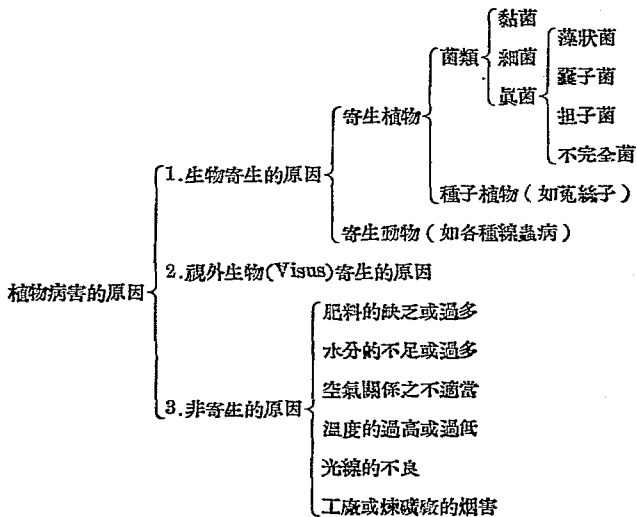 植物病害的原因
1.生物寄生的原因
寄生植物
菌類
黏菌
細菌
眞菌
藻狀菌
囊子菌
担子菌
不完全菌
種子植物(如菟絲子)
寄生動物(如各種線蟲病)
2.視外生物(Visus)寄生的原因
3.非寄生的原因
肥料的缺乏或過多
水分的不足或過多
空氣關係之不適當
溫度的過高或過低
光線的不良
工廠或煉礦廠的烟害